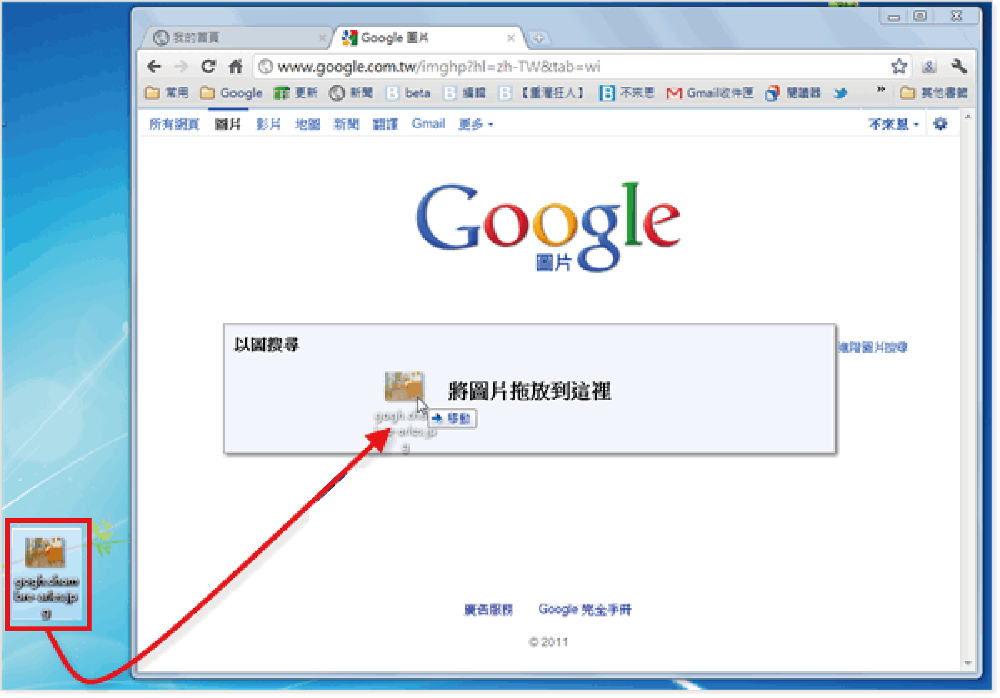 我的首頁
Google 圖片
www.google.com.tw/imghp?hl=zh-TW&tab=wi
常用 Google 更新 新聞 beta 編輯 【重灌狂人】 不來恩 Gmail收件匣 閱讀器 » 其他書籤
所有網頁 圖片 影片 地圖 新聞 翻譯 Gmail 更多
不來恩
Google
圖片
以圖搜尋
進階圖片搜尋
將圖片拖放到這裡
移動
廣告服務 Google 完全手冊
© 2011